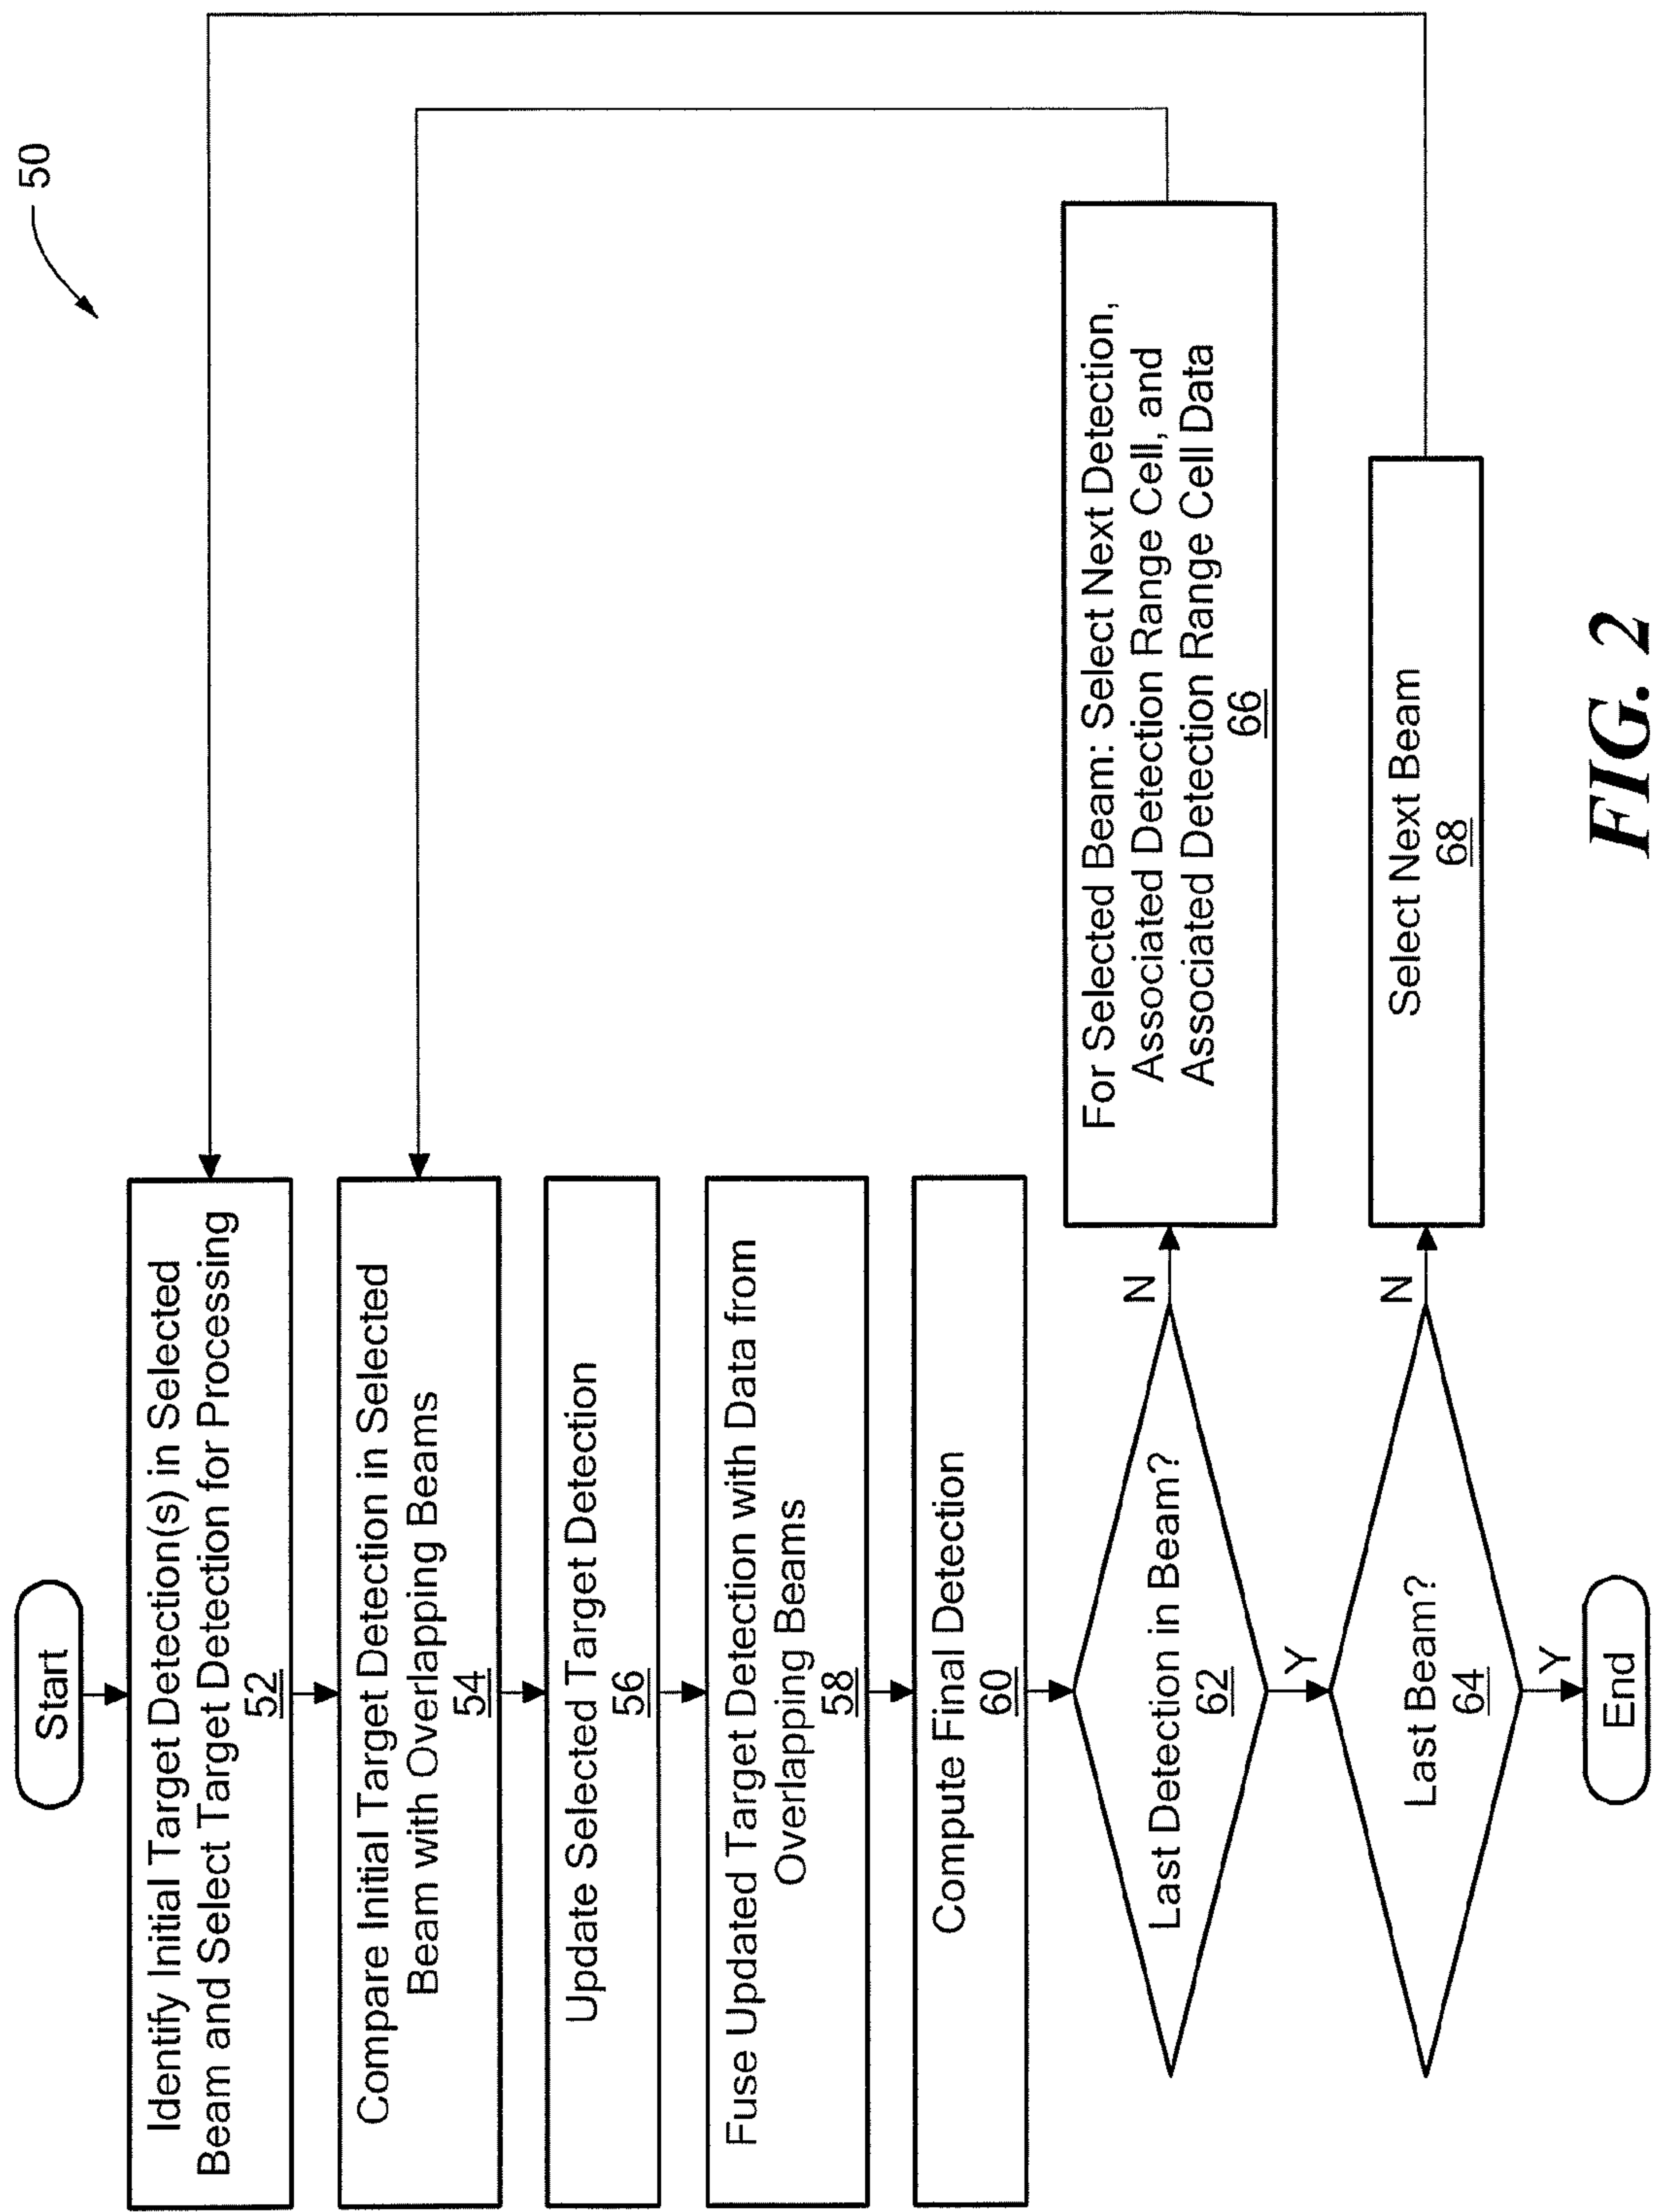 50
Start
Identify Initial Target Detection(s) in Selected
Beam and Select Target Detection for Processing
52
Compare Initial Target Detection in Selected
Beam with Overlapping Beams
54
Update Selected Target Detection
56
Fuse Updated Target Detection with Data from
Overlapping Beams
58
Compute Final Detection
60
Last Detection in Beam?
62
N
For Selected Beam: Select Next Detection,
Associated Detection Range Cell, and
Associated Detection Range Cell Data
66
Y
Last Beam?
64
N
Select Next Beam
68
Y
End
FIG. 2